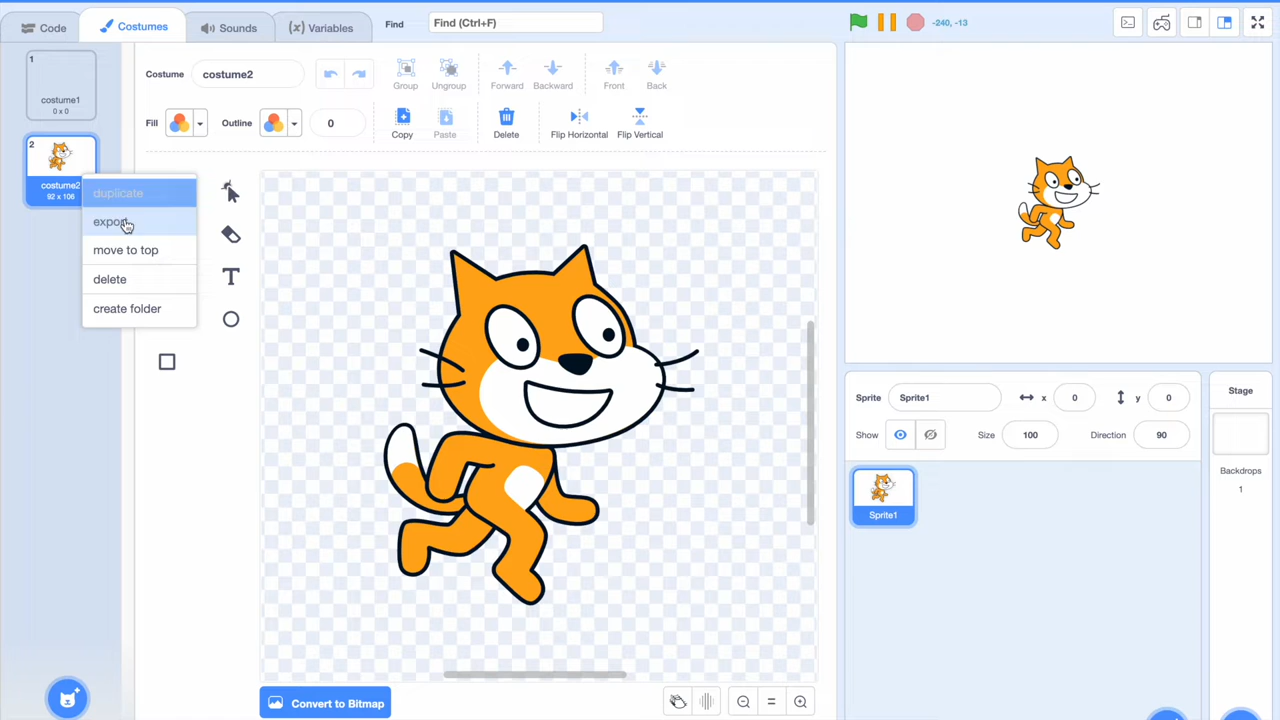 Code
Costumes
Sounds
(x) Variables
Find
Find (Ctrl+F)
-240, -13
1
costume1
0 x 0
2
costume2
92 x 106
duplicate
export
move to top
delete
create folder
Costume
costume2
Group
Ungroup
Forward
Backward
Front
Back
Fill
Outline
0
Copy
Paste
Delete
Flip Horizontal
Flip Vertical
T
Convert to Bitmap
Sprite
Sprite1
x
0
y
0
Show
Size
100
Direction
90
Sprite1
Stage
Backdrops
1